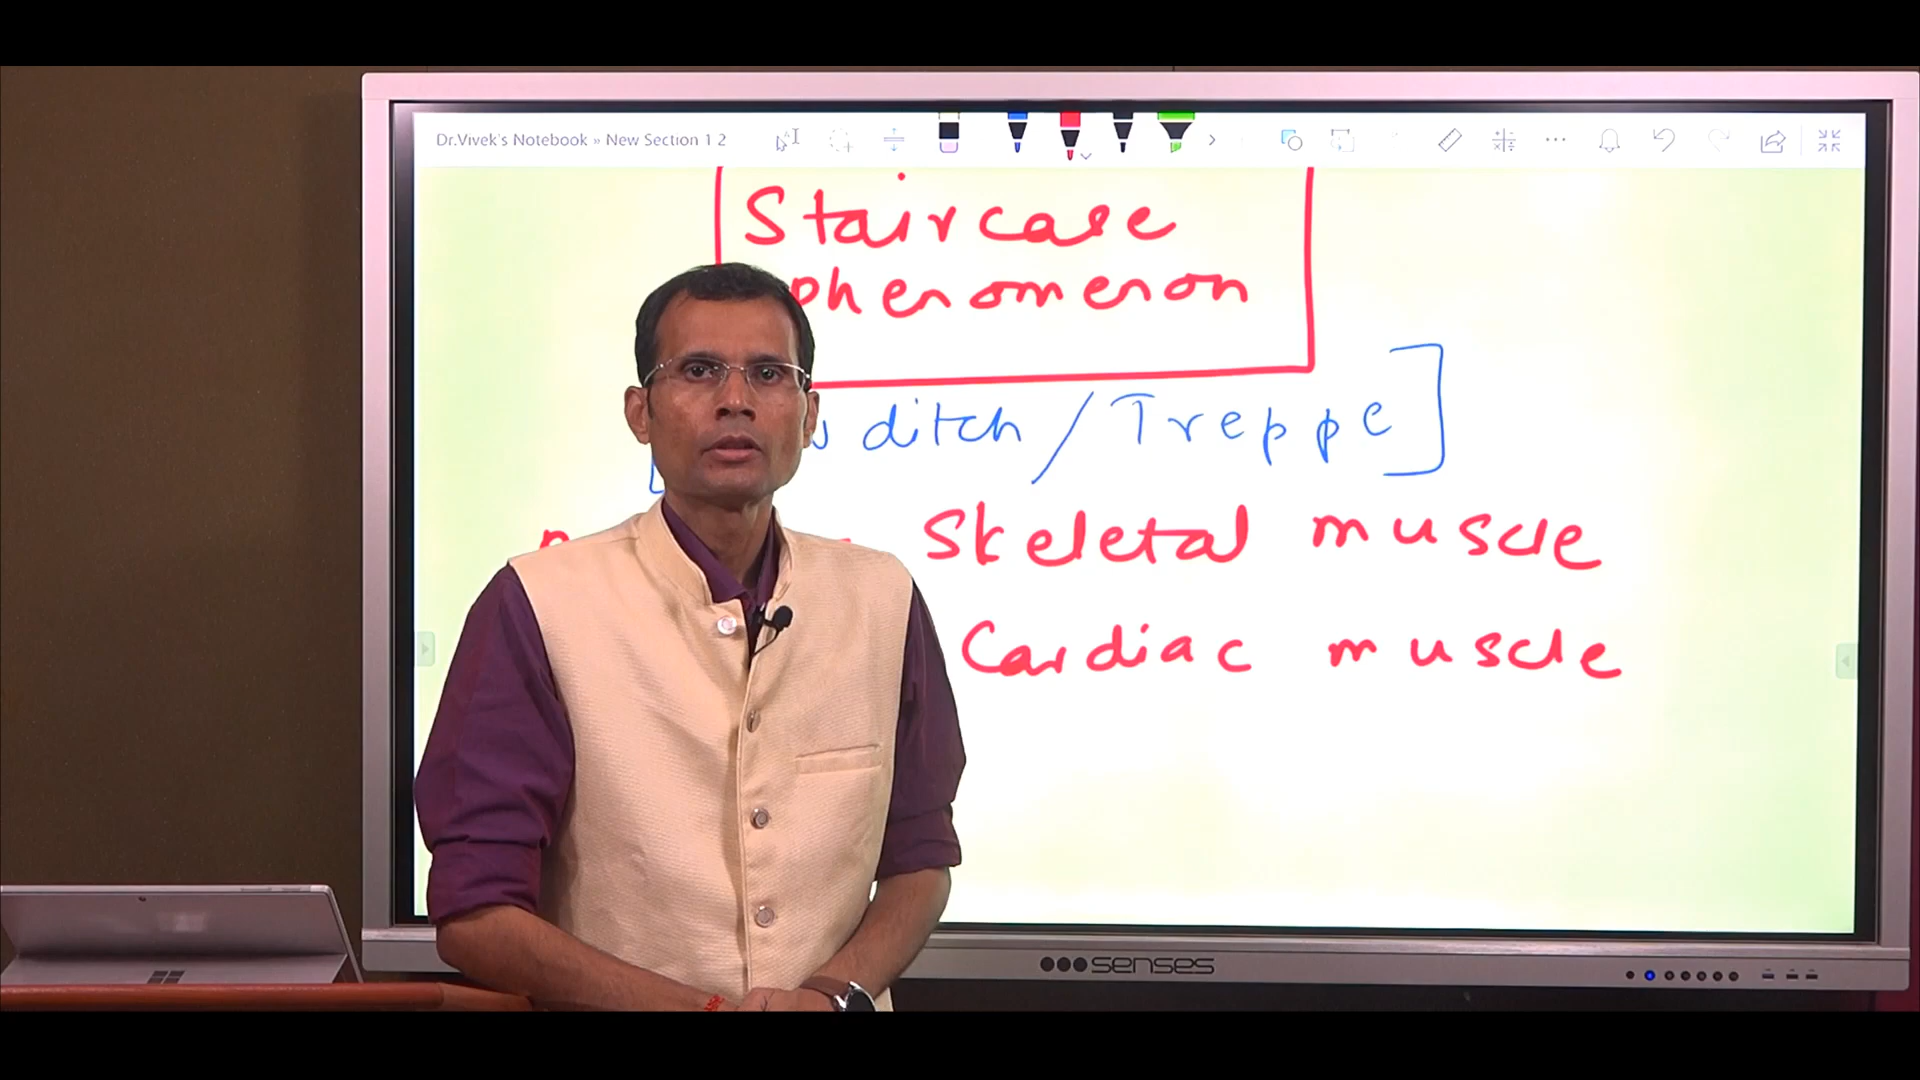 Dr.Vivek's Notebook » New Section 1 2
Staircase
phenomenon
ditch / Treppe ]
Skeletal muscle
Cardiac muscle
senses